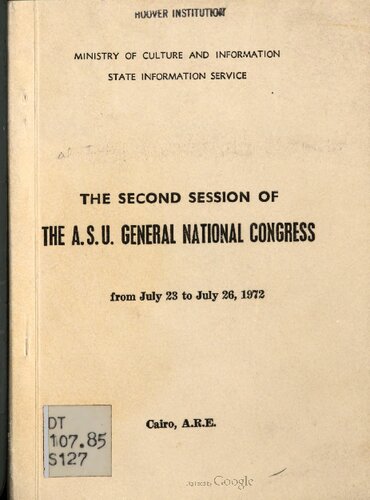 HOOVER INSTITUTION
MINISTRY OF CULTURE AND INFORMATION
STATE INFORMATION SERVICE
THE SECOND SESSION OF
THE A.S.U. GENERAL NATIONAL CONGRESS
from July 23 to July 26, 1972
Cairo, A.R.E.
DT
107.85
S127
Google